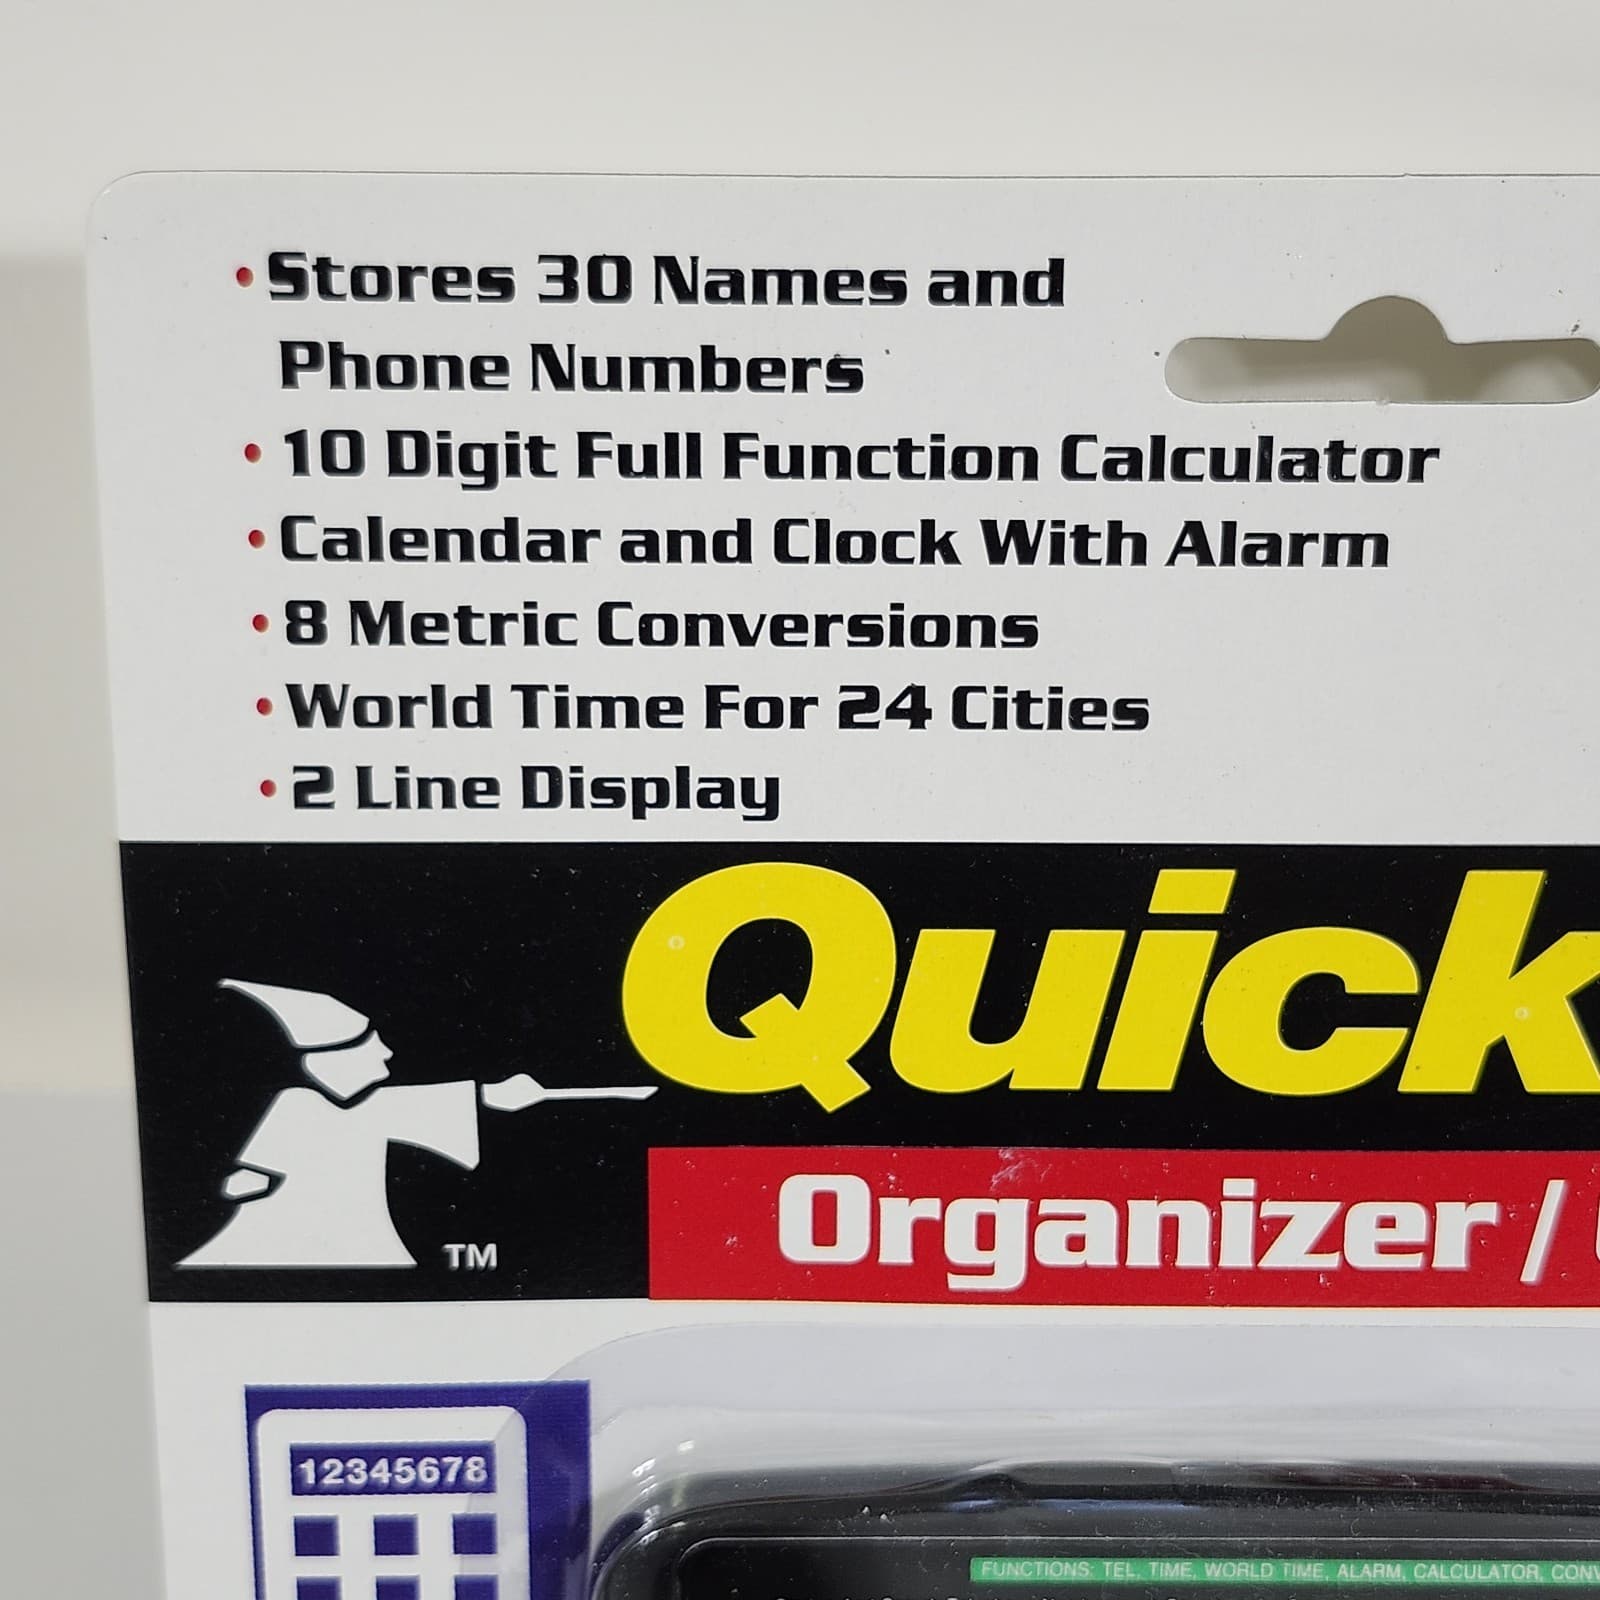 • Stores 30 Names and
Phone Numbers
• 10 Digit Full Function Calculator
• Calendar and Clock With Alarm
• 8 Metric Conversions
• World Time For 24 Cities
• 2 Line Display
Quick
TM
Organizer /
12345678
FUNCTIONS: TEL, TIME, WORLD TIME, ALARM, CALCULATOR, CONV